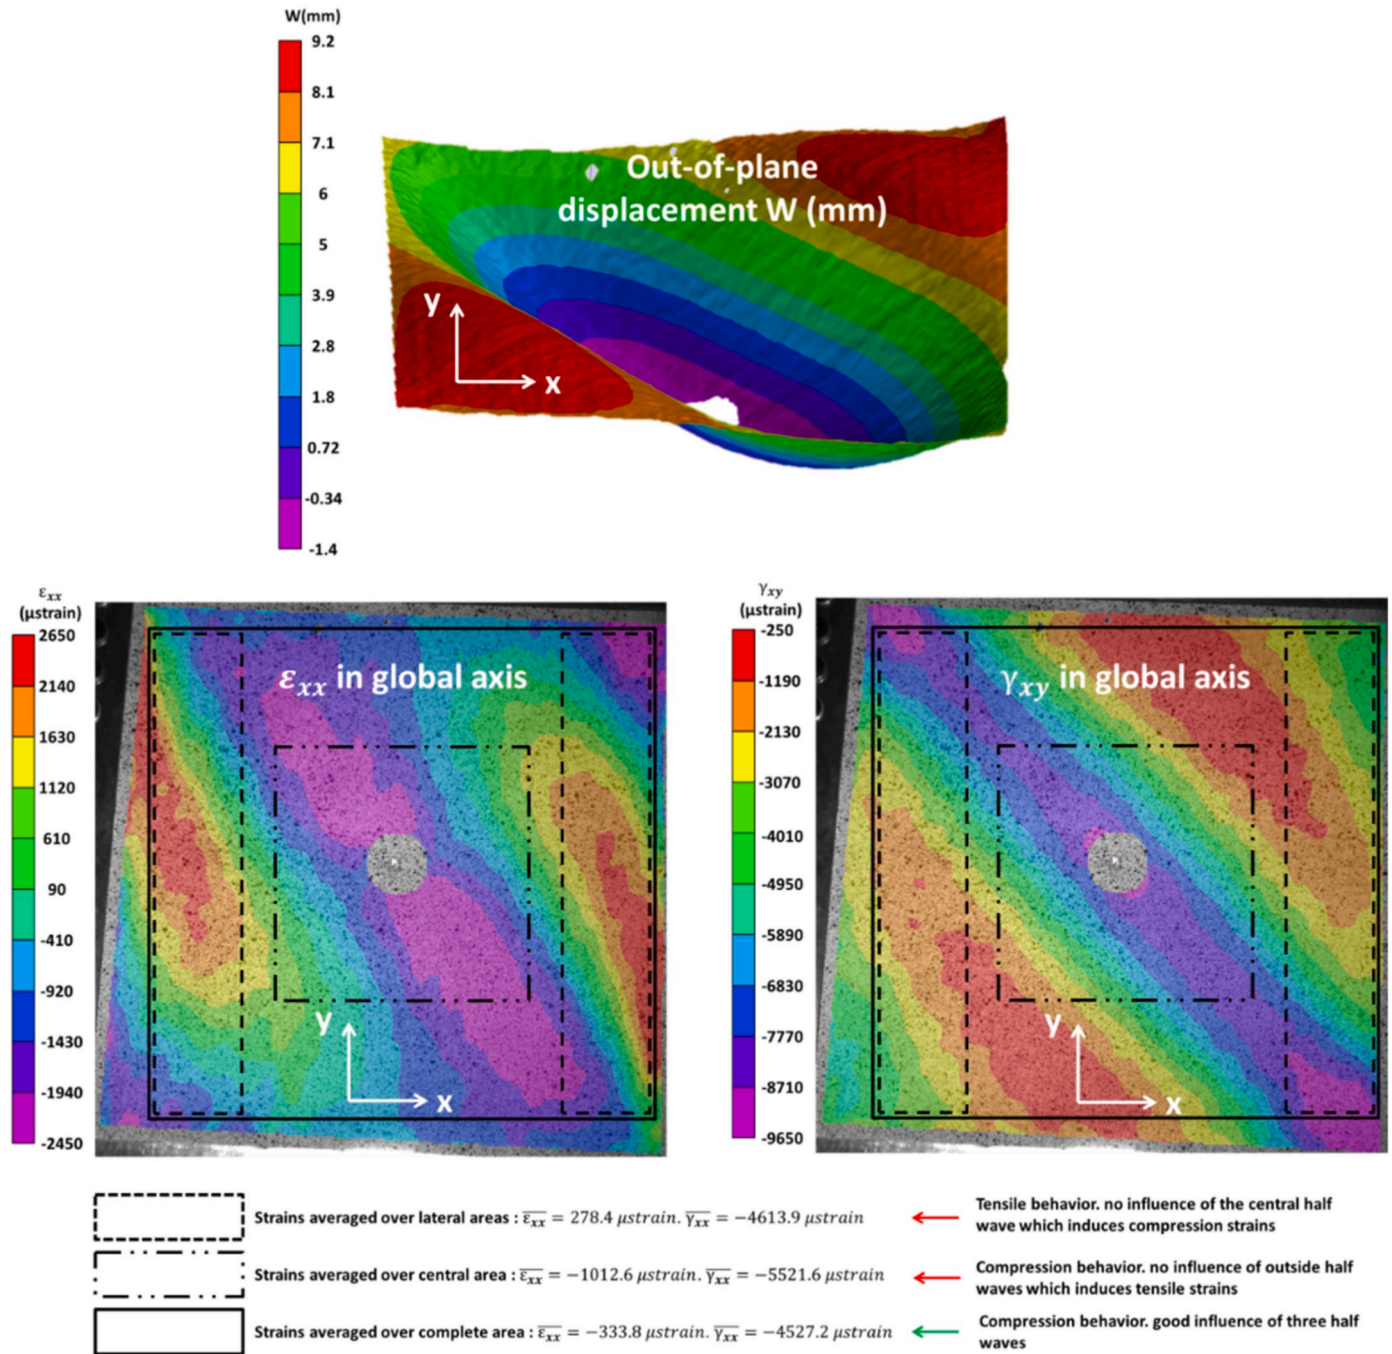 W(mm)
9.2
8.1
7.1
6
5
3.9
2.8
1.8
0.72
-0.34
-1.4
Out-of-plane
displacement W (mm)
y
x
εxx
(μstrain)
2650
2140
1630
1120
610
90
-410
-920
-1430
-1940
-2450
εxx in global axis
y
x
γxy
(μstrain)
-250
-1190
-2130
-3070
-4010
-4950
-5890
-6830
-7770
-8710
-9650
γxy in global axis
y
x
Strains averaged over lateral areas : ε̅x̅x̅ = 278.4 μstrain. γ̅x̅x̅ = −4613.9 μstrain
Tensile behavior. no influence of the central half
wave which induces compression strains
Strains averaged over central area : ε̅x̅x̅ = −1012.6 μstrain. γ̅x̅x̅ = −5521.6 μstrain
Compression behavior. no influence of outside half
waves which induces tensile strains
Strains averaged over complete area : ε̅x̅x̅ = −333.8 μstrain. γ̅x̅x̅ = −4527.2 μstrain
Compression behavior. good influence of three half
waves